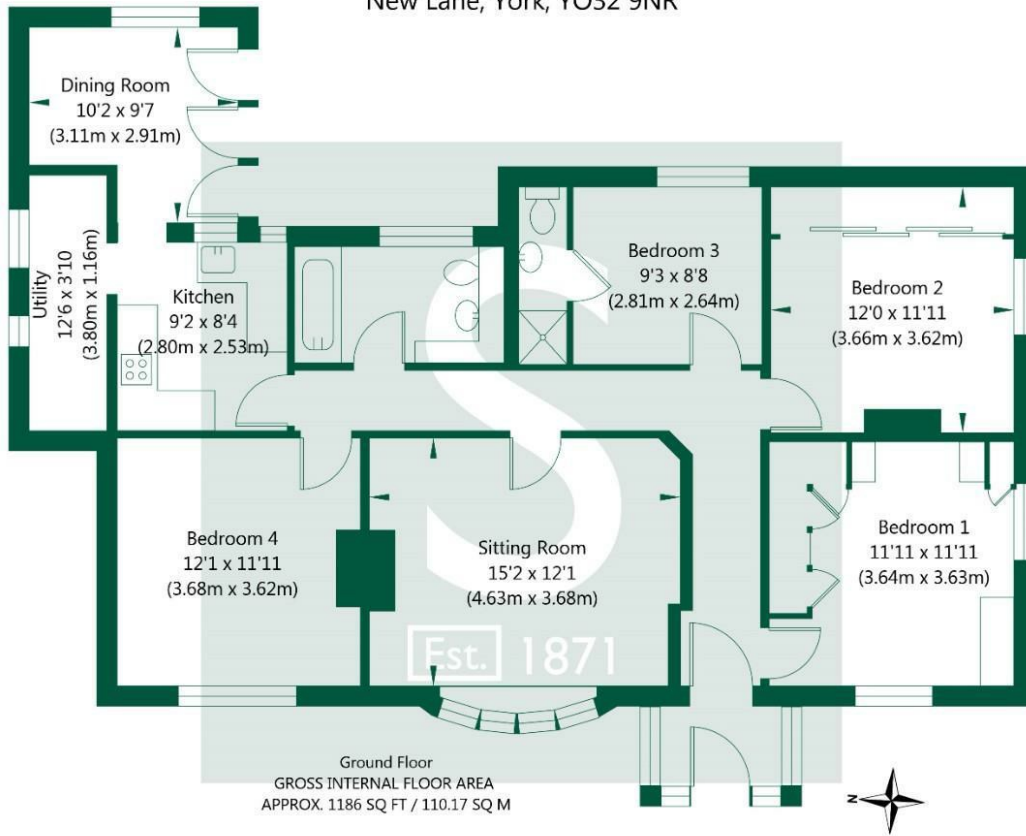 New Lane, York, YO32 9NR
Dining Room
10'2 x 9'7
(3.11m x 2.91m)
Utility
12'6 x 3'10
(3.80m x 1.16m)
Kitchen
9'2 x 8'4
(2.80m x 2.53m)
Bedroom 3
9'3 x 8'8
(2.81m x 2.64m)
Bedroom 2
12'0 x 11'11
(3.66m x 3.62m)
Bedroom 4
12'1 x 11'11
(3.68m x 3.62m)
Sitting Room
15'2 x 12'1
(4.63m x 3.68m)
Bedroom 1
11'11 x 11'11
(3.64m x 3.63m)
S
Est. 1871
Ground Floor
GROSS INTERNAL FLOOR AREA
APPROX. 1186 SQ FT / 110.17 SQ M
N